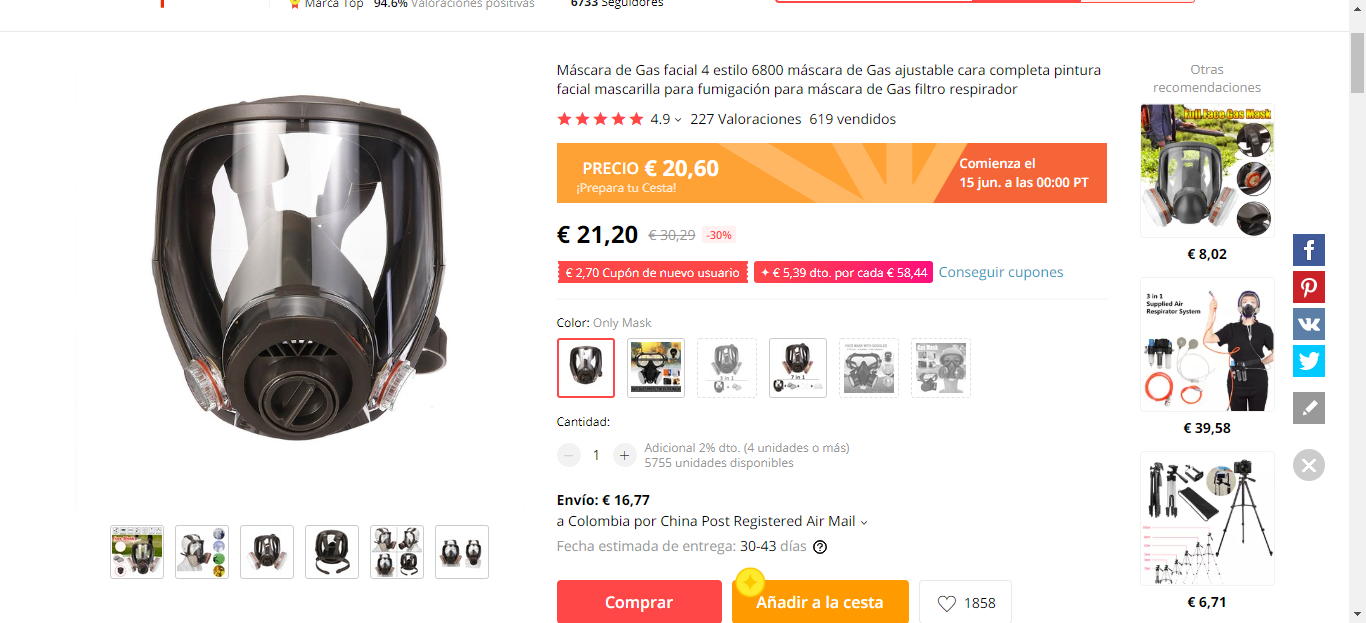 Marca Top 94.6% Valoraciones positivas
6733 Seguidores
Máscara de Gas facial 4 estilo 6800 máscara de Gas ajustable cara completa pintura
facial mascarilla para fumigación para máscara de Gas filtro respirador
4.9 227 Valoraciones 619 vendidos
PRECIO € 20,60
¡Prepara tu Cesta!
Comienza el
15 jun. a las 00:00 PT
€ 21,20 € 30,29 -30%
€ 2,70 Cupón de nuevo usuario
€ 5,39 dto. por cada € 58,44
Conseguir cupones
Color: Only Mask
3 in 1
7 in 1
Cantidad:
1
Adicional 2% dto. (4 unidades o más)
5755 unidades disponibles
Envío: € 16,77
a Colombia por China Post Registered Air Mail
Fecha estimada de entrega: 30-43 días
Comprar
Añadir a la cesta
1858
Otras
recomendaciones
Full Face Gas Mask
€ 8,02
3 in 1
Supplied Air
Respirator System
€ 39,58
€ 6,71